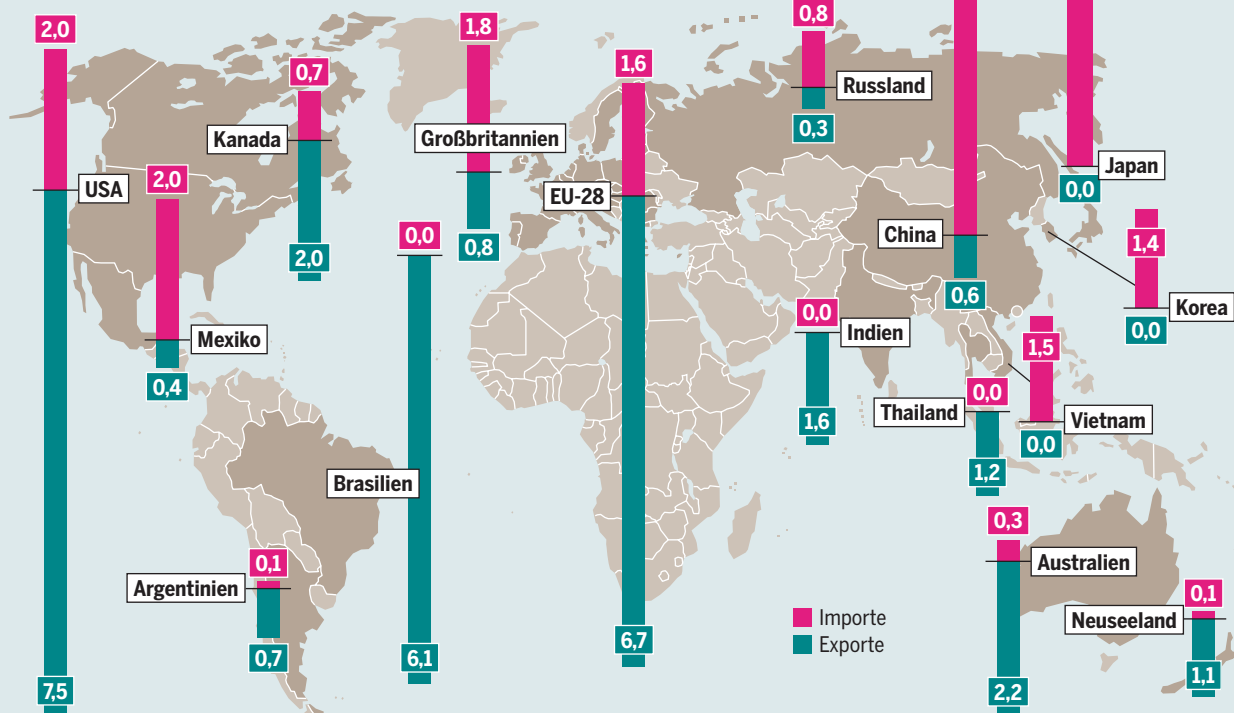 2,0
USA
7,5
0,7
Kanada
2,0
2,0
Mexiko
0,4
0,1
Argentinien
0,7
0,0
Brasilien
6,1
1,8
Großbritannien
0,8
1,6
EU-28
6,7
0,8
Russland
0,3
China
0,6
Japan
0,0
1,4
Korea
0,0
0,0
Indien
1,6
0,0
Thailand
1,2
1,5
Vietnam
0,0
0,3
Australien
2,2
0,1
Neuseeland
1,1
Importe
Exporte